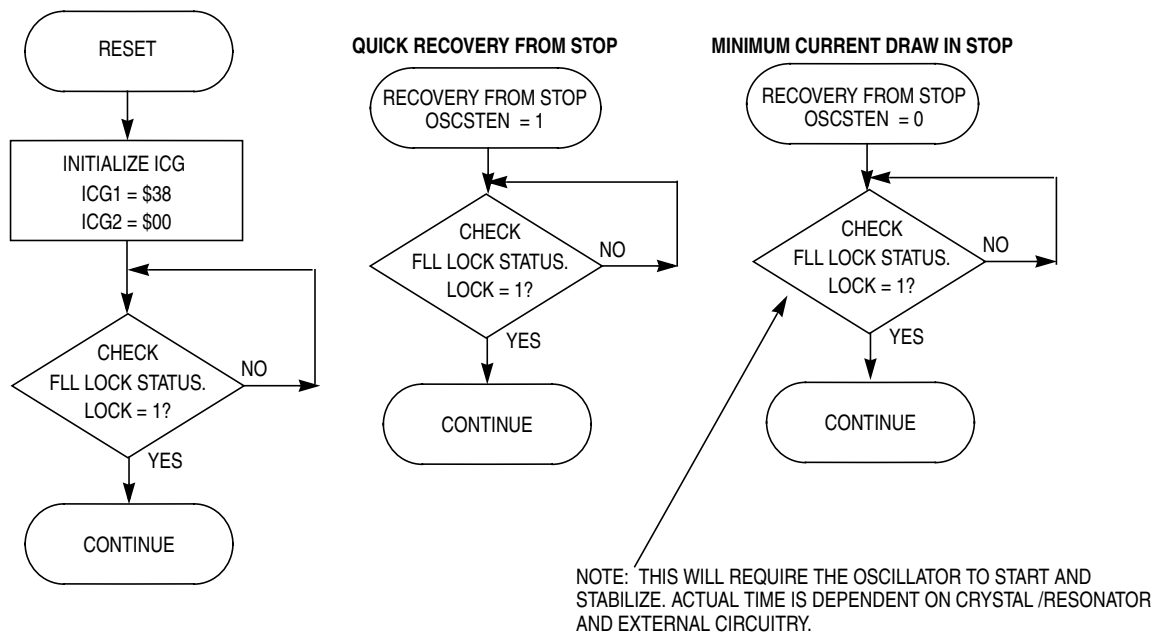 RESET
INITIALIZE ICG
ICG1 = $38
ICG2 = $00
CHECK
FLL LOCK STATUS.
LOCK = 1?
NO
YES
CONTINUE
QUICK RECOVERY FROM STOP
RECOVERY FROM STOP
OSCSTEN = 1
CHECK
FLL LOCK STATUS.
LOCK = 1?
NO
YES
CONTINUE
MINIMUM CURRENT DRAW IN STOP
RECOVERY FROM STOP
OSCSTEN = 0
CHECK
FLL LOCK STATUS.
LOCK = 1?
NO
YES
CONTINUE
NOTE: THIS WILL REQUIRE THE OSCILLATOR TO START AND
STABILIZE. ACTUAL TIME IS DEPENDENT ON CRYSTAL /RESONATOR
AND EXTERNAL CIRCUITRY.